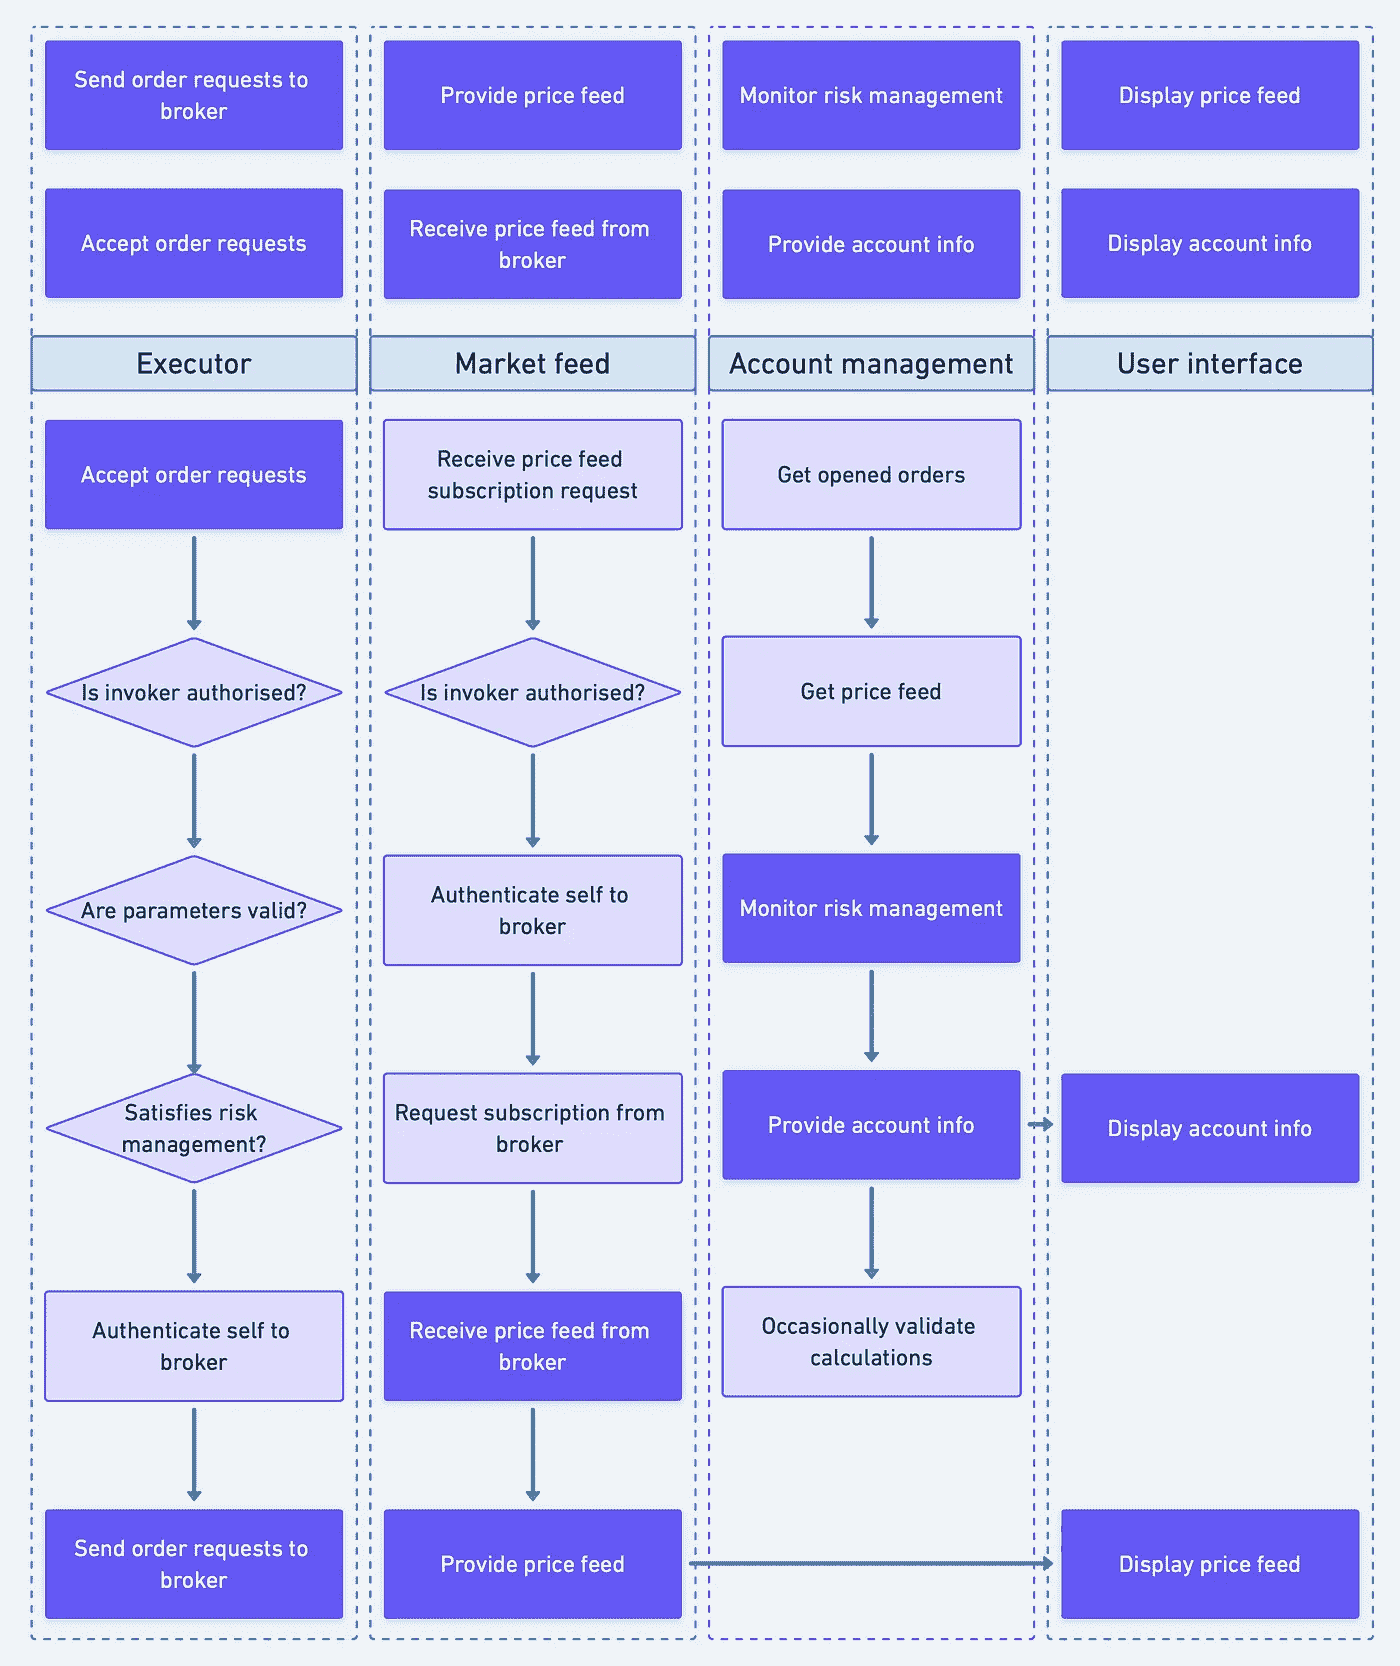 Send order requests to
broker
Provide price feed
Monitor risk management
Display price feed
Accept order requests
Receive price feed from
broker
Provide account info
Display account info
Executor
Market feed
Account management
User interface
Accept order requests
Receive price feed
subscription request
Get opened orders
Is invoker authorised?
Is invoker authorised?
Get price feed
Are parameters valid?
Authenticate self to
broker
Monitor risk management
Satisfies risk
management?
Request subscription from
broker
Provide account info
Display account info
Authenticate self to
broker
Receive price feed from
broker
Occasionally validate
calculations
Send order requests to
broker
Provide price feed
Display price feed